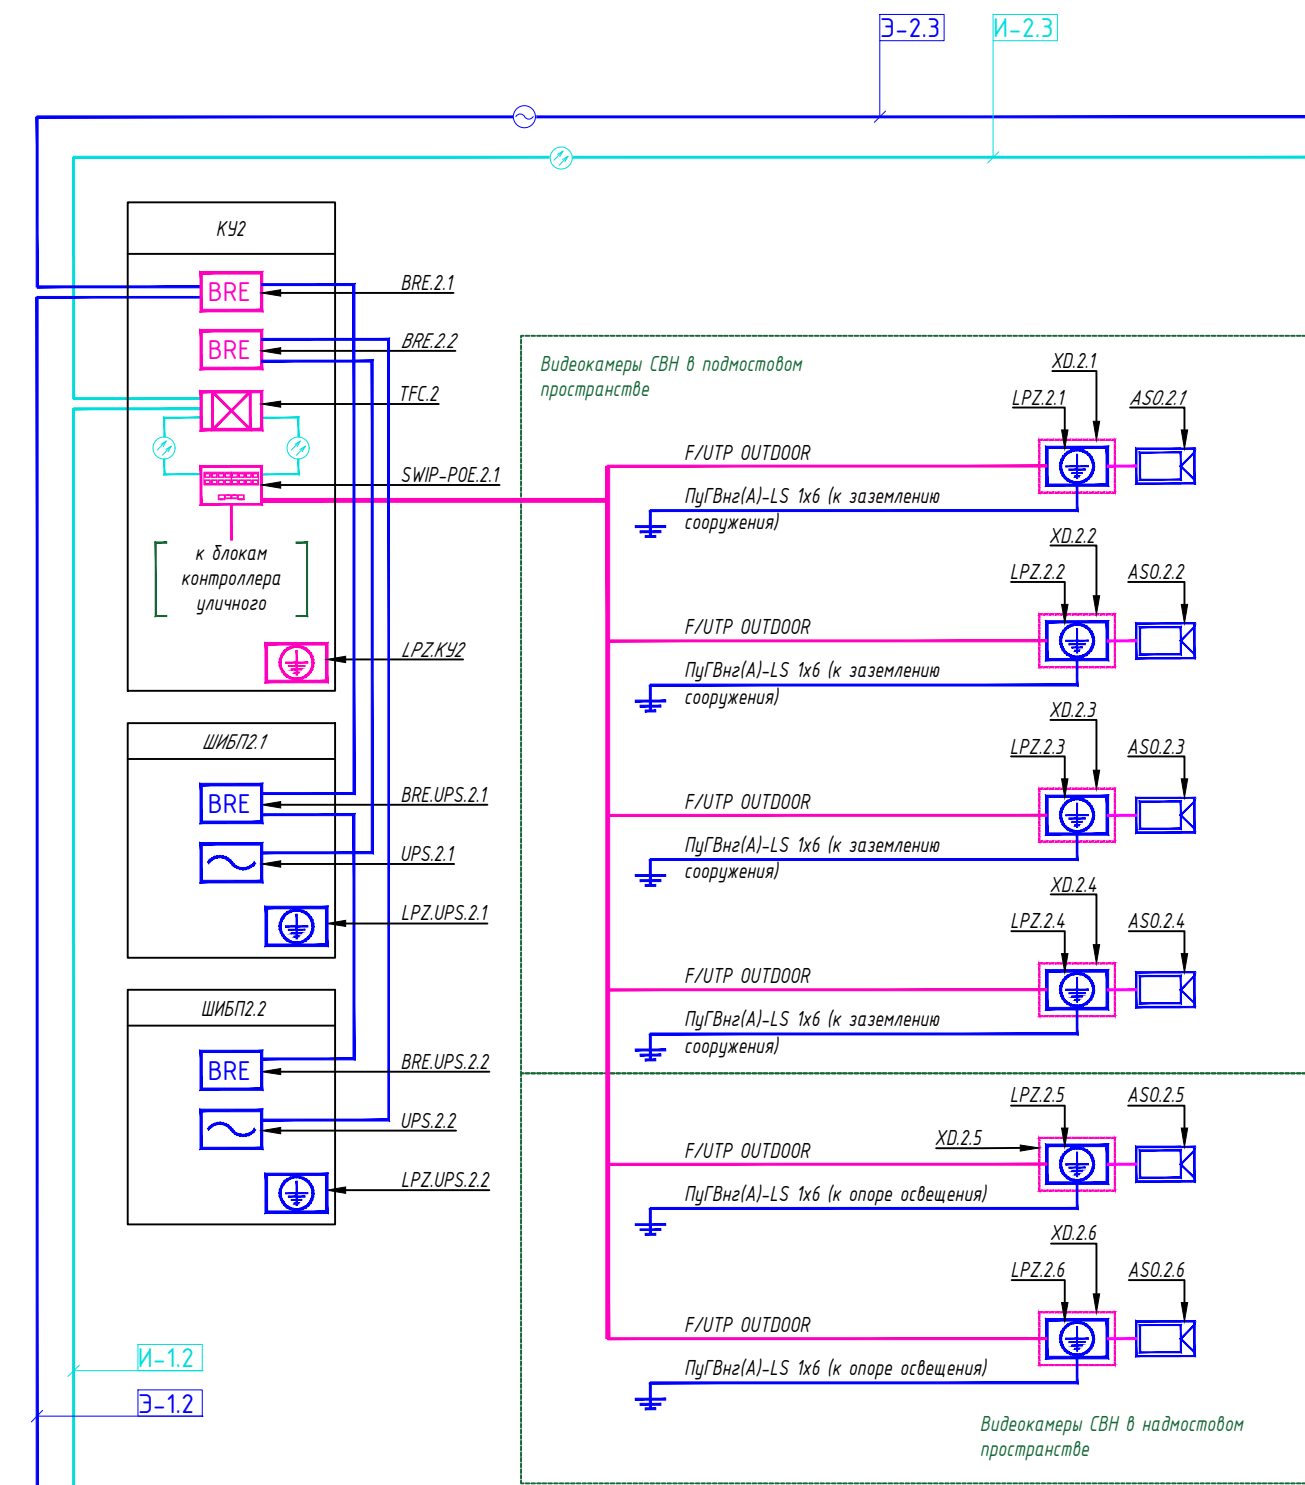 Э-2.3
И-2.3
КУ2
BRE
BRE.2.1
BRE
BRE.2.2
TFC.2
SWIP-POE.2.1
к блокам
контроллера
уличного
LPZ.КУ2
ШИБП2.1
BRE
BRE.UPS.2.1
UPS.2.1
LPZ.UPS.2.1
ШИБП2.2
BRE
BRE.UPS.2.2
UPS.2.2
LPZ.UPS.2.2
И-1.2
Э-1.2
Видеокамеры СВН в подмостовом
пространстве
XD.2.1
LPZ.2.1
ASO.2.1
F/UTP OUTDOOR
ПуГВнг(А)-LS 1х6 (к заземлению
сооружения)
XD.2.2
LPZ.2.2
ASO.2.2
F/UTP OUTDOOR
ПуГВнг(А)-LS 1х6 (к заземлению
сооружения)
XD.2.3
LPZ.2.3
ASO.2.3
F/UTP OUTDOOR
ПуГВнг(А)-LS 1х6 (к заземлению
сооружения)
XD.2.4
LPZ.2.4
ASO.2.4
F/UTP OUTDOOR
ПуГВнг(А)-LS 1х6 (к заземлению
сооружения)
LPZ.2.5
ASO.2.5
XD.2.5
F/UTP OUTDOOR
ПуГВнг(А)-LS 1х6 (к опоре освещения)
XD.2.6
LPZ.2.6
ASO.2.6
F/UTP OUTDOOR
ПуГВнг(А)-LS 1х6 (к опоре освещения)
Видеокамеры СВН в надмостовом
пространстве